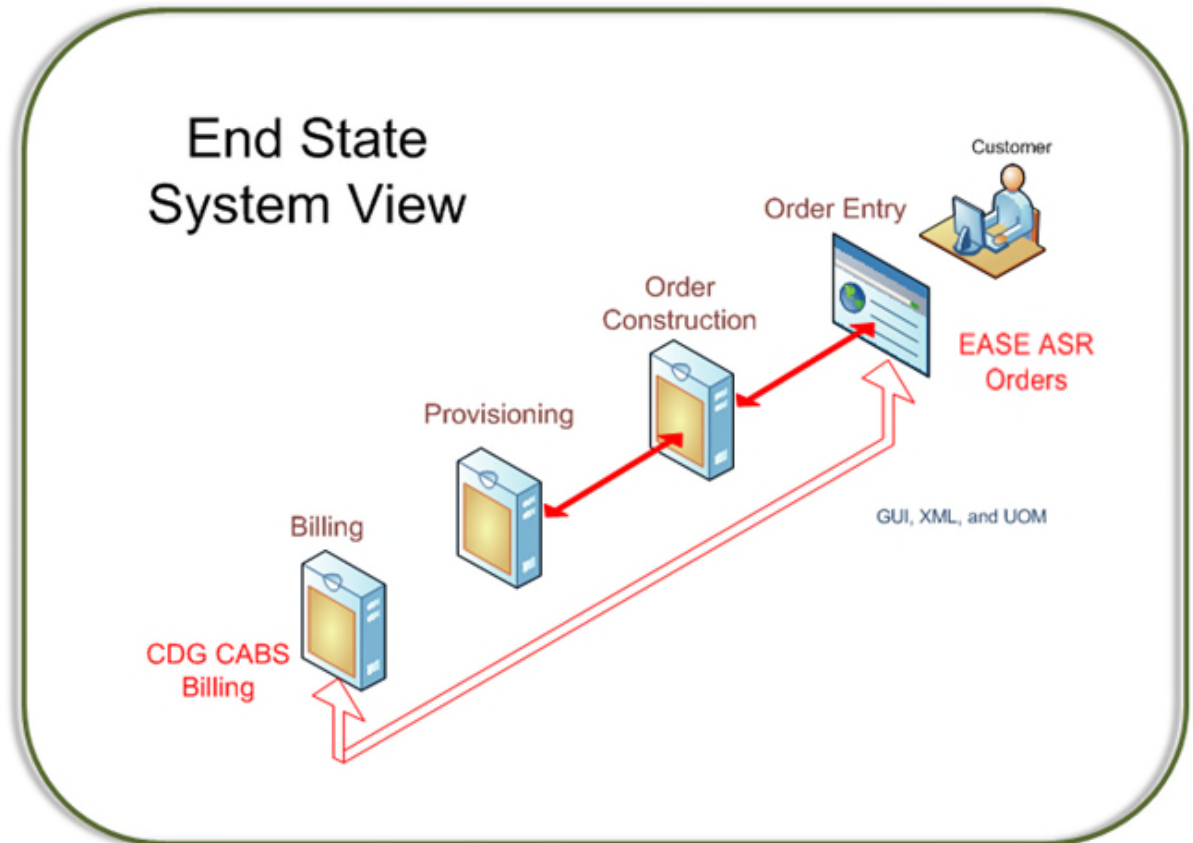 End State
System View
Customer
Order Entry
Order
Construction
EASE ASR
Orders
Provisioning
GUI, XML, and UOM
Billing
CDG CABS
Billing